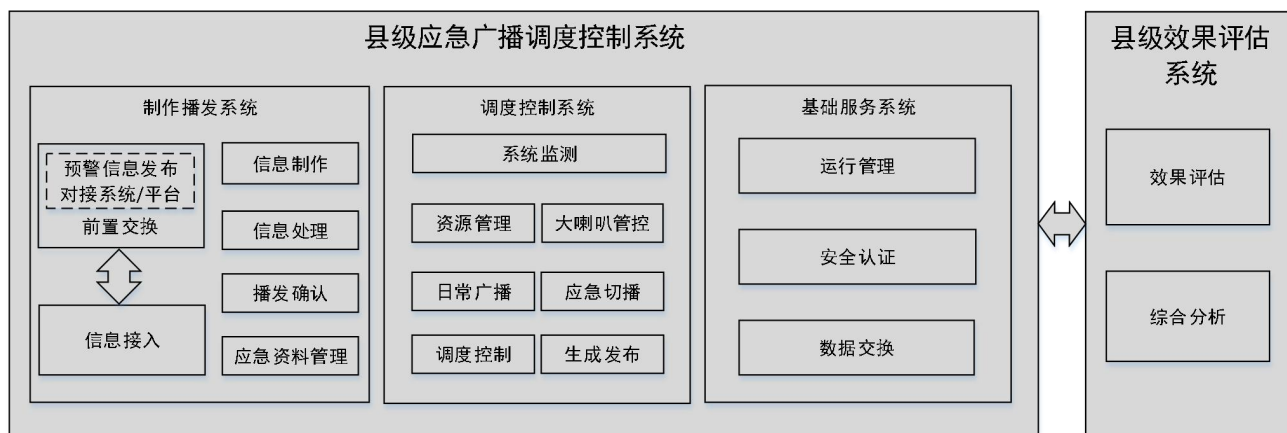 县级应急广播调度控制系统
制作播发系统
预警信息发布
对接系统/平台
前置交换
信息接入
信息制作
信息处理
播发确认
应急资料管理
调度控制系统
系统监测
资源管理
大喇叭管控
日常广播
应急切播
调度控制
生成发布
基础服务系统
运行管理
安全认证
数据交换
县级效果评估
系统
效果评估
综合分析